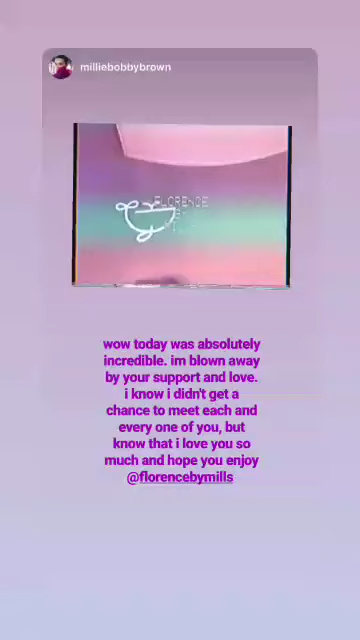 milliebobbybrown
FLORENCE
wow today was absolutely
incredible. im blown away
by your support and love.
i know i didn't get a
chance to meet each and
every one of you, but
know that i love you so
much and hope you enjoy
@florencebymills